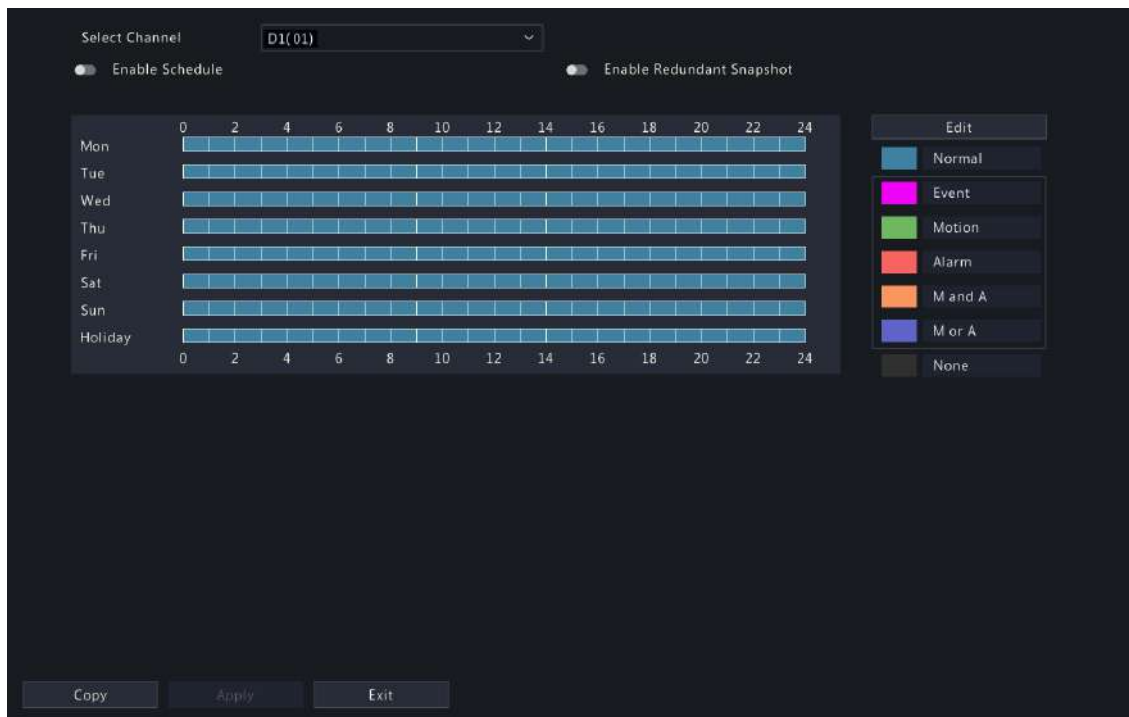 Select Channel D1(01)
Enable Schedule Enable Redundant Snapshot
0 2 4 6 8 10 12 14 16 18 20 22 24
Edit
Mon
Normal
Tue
Wed
Event
Thu
Motion
Fri
Alarm
Sat
Sun
M and A
Holiday
M or A
0 2 4 6 8 10 12 14 16 18 20 22 24
None
Copy Apply Exit